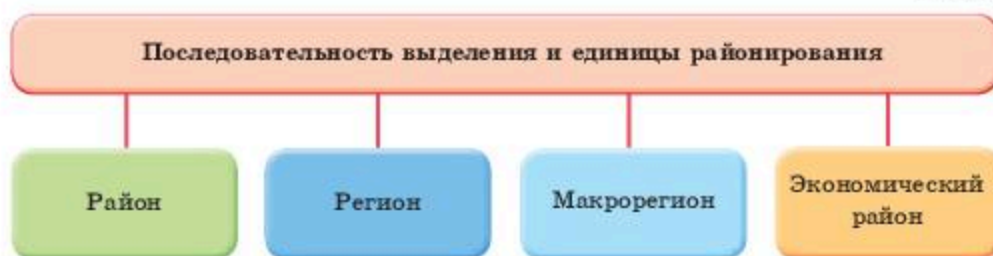 Последовательность выделения и единицы районирования
Район
Регион
Макрорегион
Экономический
район